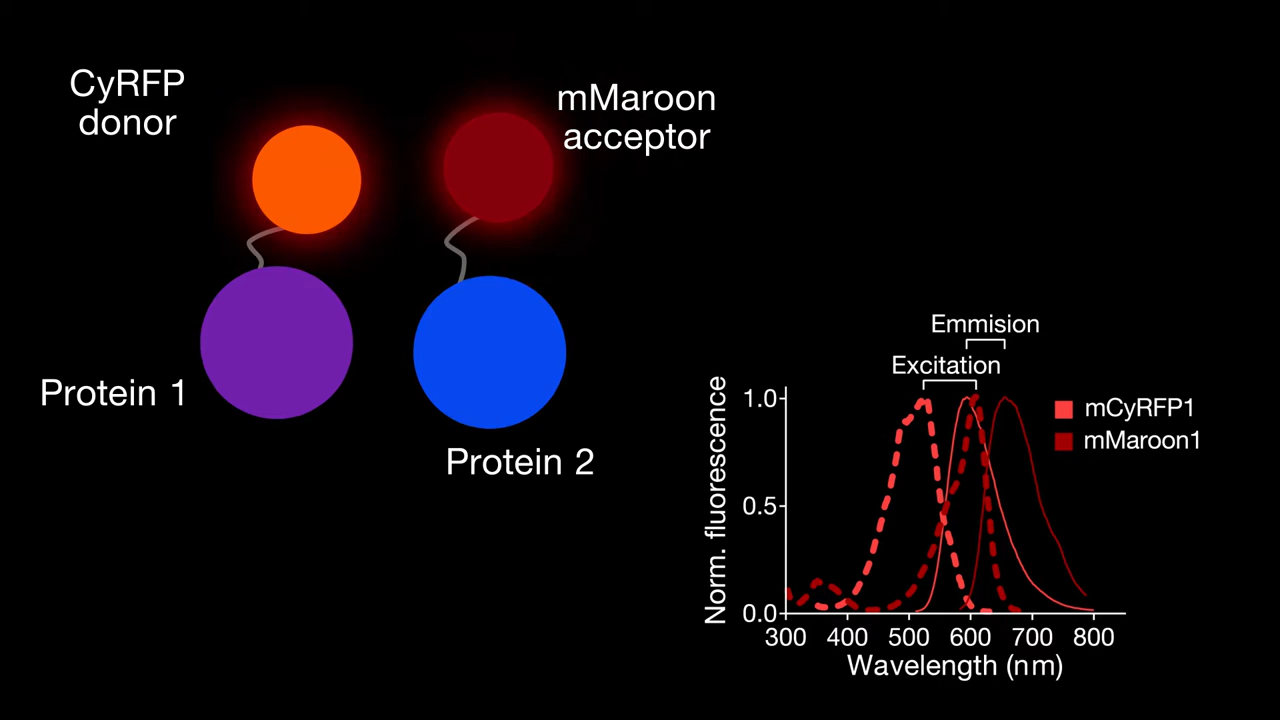 CyRFP
donor
mMaroon
acceptor
Protein 1
Protein 2
Emmision
Excitation
mCyRFP1
mMaroon1
Norm. fluorescence
1.0
0.5
0.0
300 400 500 600 700 800
Wavelength (nm)